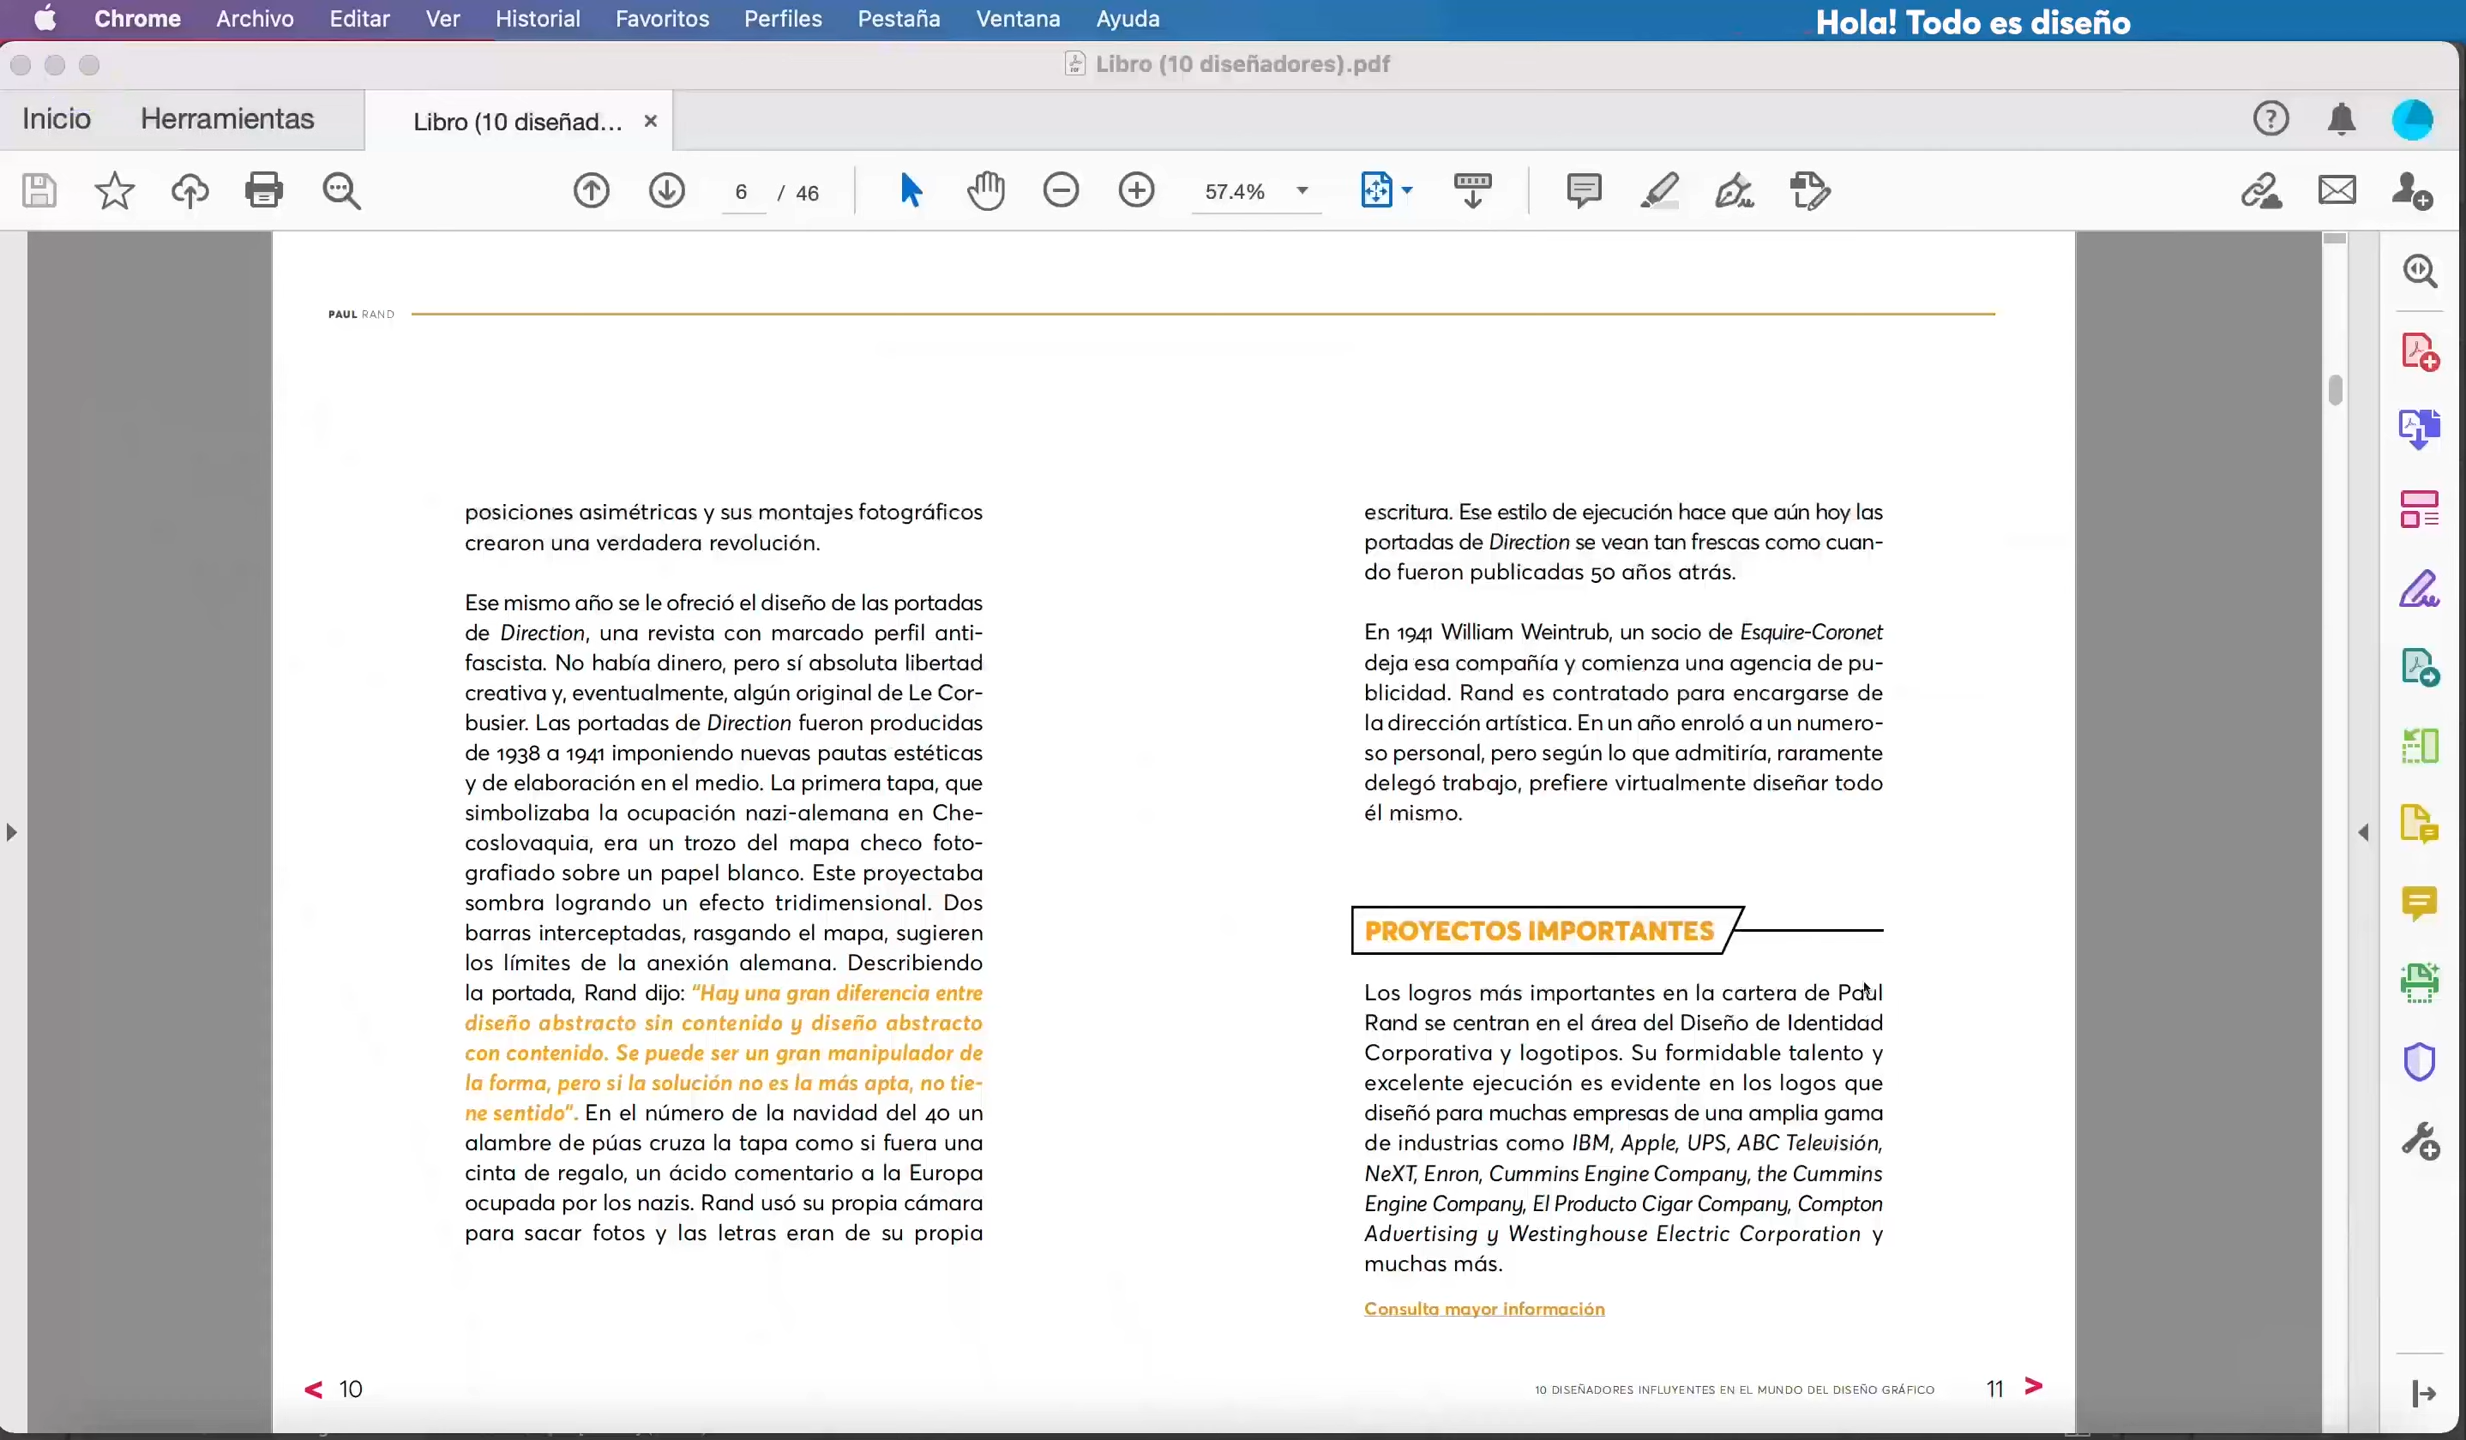 Chrome Archivo Editar Ver Historial Favoritos Perfiles Pestaña Ventana Ayuda
Hola! Todo es diseño
Libro (10 diseñadores).pdf
Inicio Herramientas Libro (10 diseñad...
6 / 46 57.4%
PAUL RAND
posiciones asimétricas y sus montajes fotográficos
crearon una verdadera revolución.
Ese mismo año se le ofreció el diseño de las portadas
de Direction, una revista con marcado perfil anti-
fascista. No había dinero, pero sí absoluta libertad
creativa y, eventualmente, algún original de Le Cor-
busier. Las portadas de Direction fueron producidas
de 1938 a 1941 imponiendo nuevas pautas estéticas
y de elaboración en el medio. La primera tapa, que
simbolizaba la ocupación nazi-alemana en Che-
coslovaquia, era un trozo del mapa checo foto-
grafiado sobre un papel blanco. Este proyectaba
sombra logrando un efecto tridimensional. Dos
barras interceptadas, rasgando el mapa, sugieren
los límites de la anexión alemana. Describiendo
la portada, Rand dijo: “Hay una gran diferencia entre
diseño abstracto sin contenido y diseño abstracto
con contenido. Se puede ser un gran manipulador de
la forma, pero si la solución no es la más apta, no tie-
ne sentido”. En el número de la navidad del 40 un
alambre de púas cruza la tapa como si fuera una
cinta de regalo, un ácido comentario a la Europa
ocupada por los nazis. Rand usó su propia cámara
para sacar fotos y las letras eran de su propia
< 10
escritura. Ese estilo de ejecución hace que aún hoy las
portadas de Direction se vean tan frescas como cuan-
do fueron publicadas 50 años atrás.
En 1941 William Weintrub, un socio de Esquire-Coronet
deja esa compañía y comienza una agencia de pu-
blicidad. Rand es contratado para encargarse de
la dirección artística. En un año enroló a un numero-
so personal, pero según lo que admitiría, raramente
delegó trabajo, prefiere virtualmente diseñar todo
él mismo.
PROYECTOS IMPORTANTES
Los logros más importantes en la cartera de Paul
Rand se centran en el área del Diseño de Identidad
Corporativa y logotipos. Su formidable talento y
excelente ejecución es evidente en los logos que
diseñó para muchas empresas de una amplia gama
de industrias como IBM, Apple, UPS, ABC Televisión,
NeXT, Enron, Cummins Engine Company, the Cummins
Engine Company, El Producto Cigar Company, Compton
Advertising y Westinghouse Electric Corporation y
muchas más.
Consulta mayor información
10 DISEÑADORES INFLUYENTES EN EL MUNDO DEL DISEÑO GRÁFICO 11 >